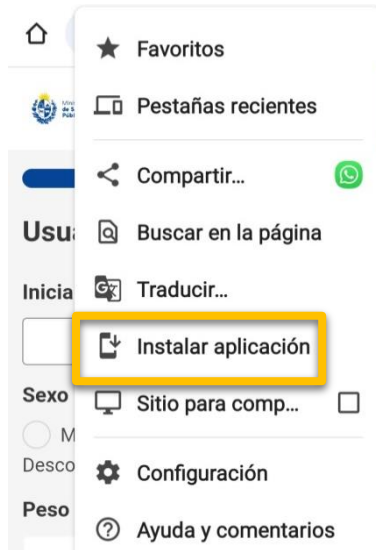 Favoritos
Pestañas recientes
Compartir...
Buscar en la página
Usu
Inicia
Traducir...
Instalar aplicación
Sexo
Sitio para comp...
M
Desco
Configuración
Peso
Ayuda y comentarios